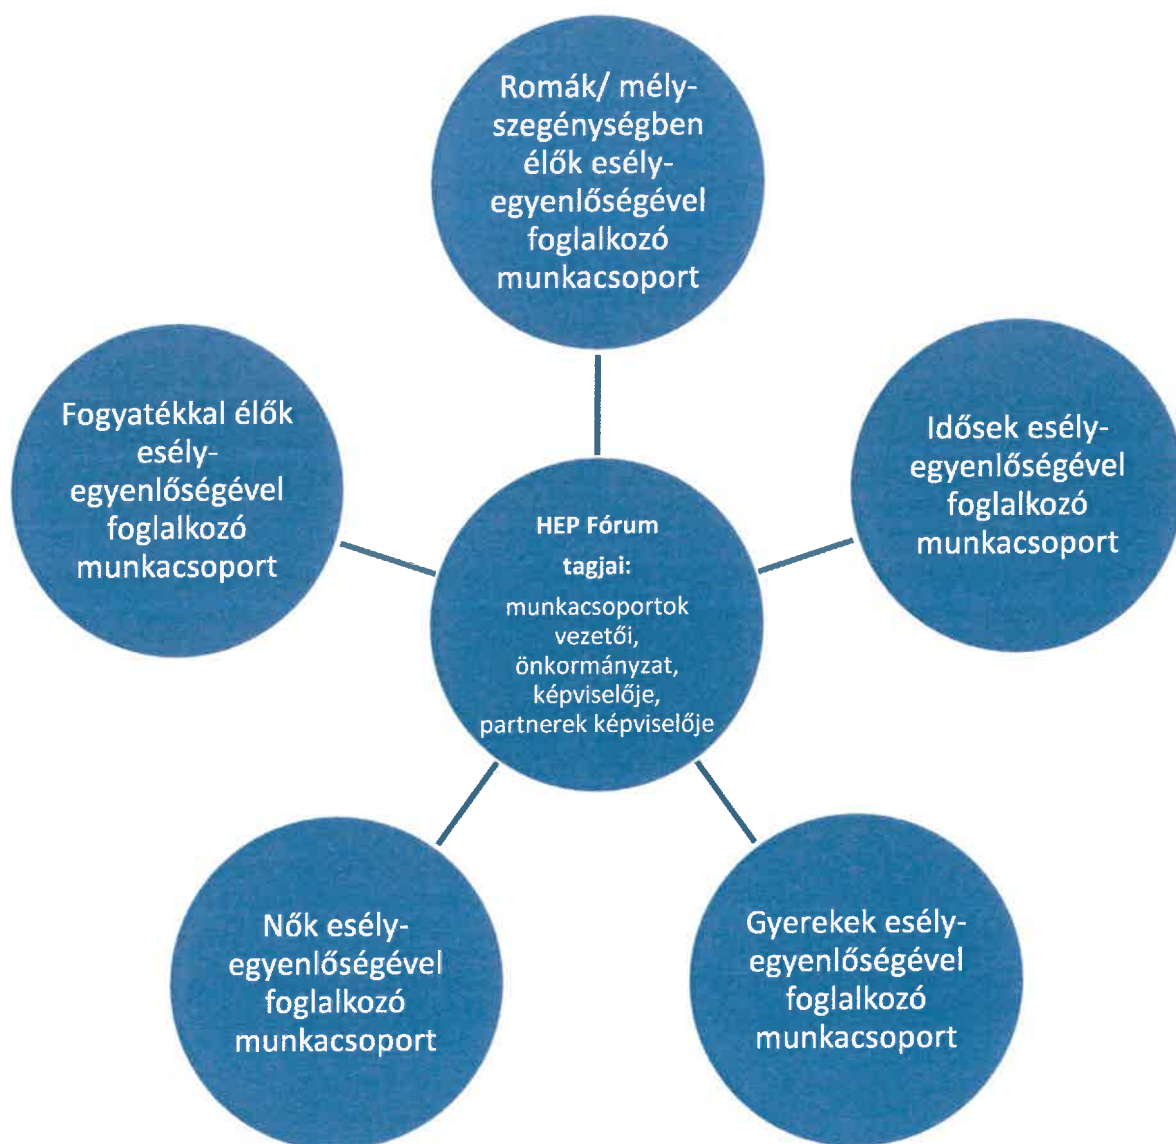 Romák/ mély-
szegénységben
élők esély-
egyenlőségével
foglalkozó
munkacsoport
Fogyatékkal élők
esély-
egyenlőségével
foglalkozó
munkacsoport
Idősek esély-
egyenlőségével
foglalkozó
munkacsoport
HEP Fórum
tagjai:
munkacsoportok
vezetői,
önkormányzat,
képviselője,
partnerek képviselője
Nők esély-
egyenlőségével
foglalkozó
munkacsoport
Gyerekek esély-
egyenlőségével
foglalkozó
munkacsoport